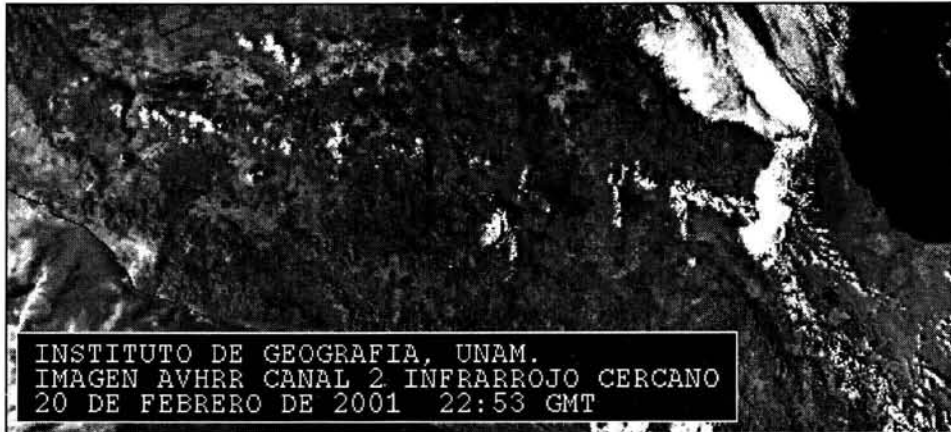 INSTITUTO DE GEOGRAFIA, UNAM.
IMAGEN AVHRR CANAL 2 INFRARROJO CERCANO
20 DE FEBRERO DE 2001 22:53 GMT